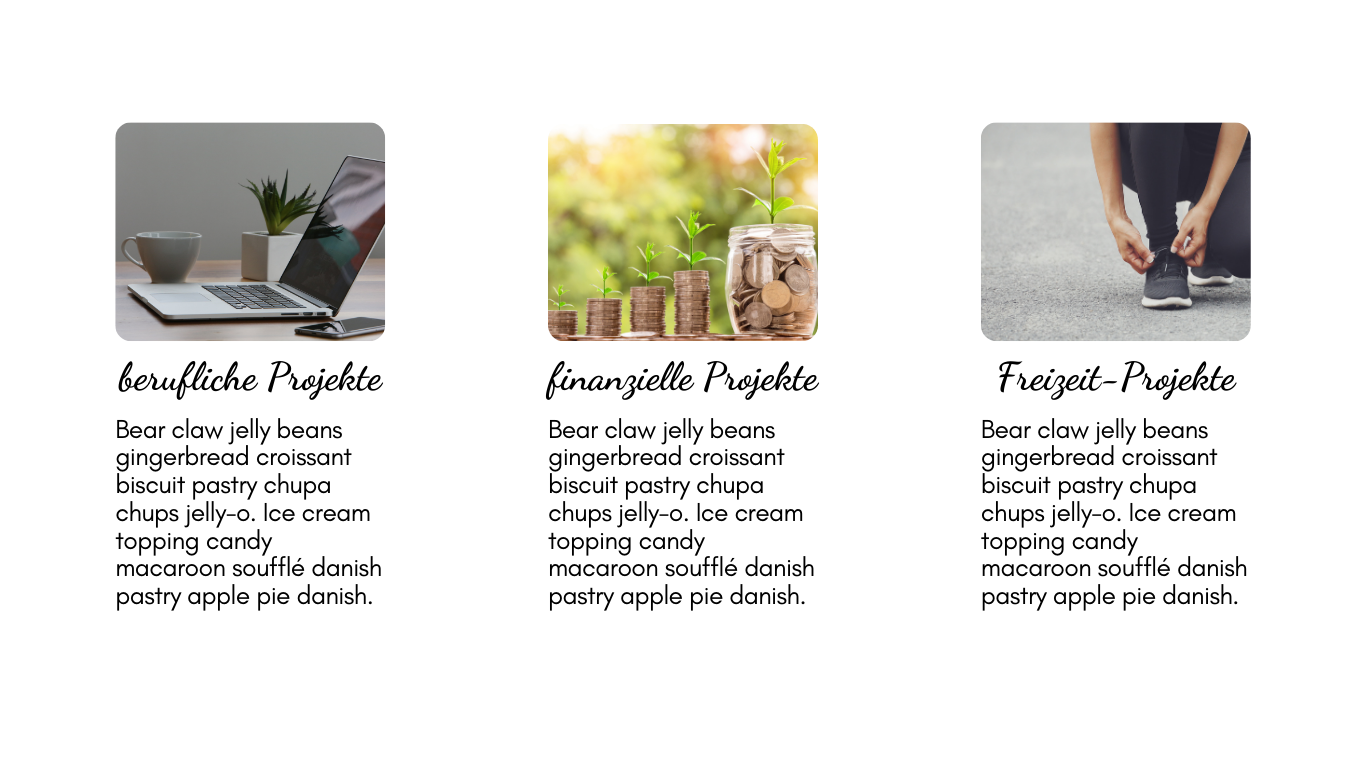 berufliche Projekte
Bear claw jelly beans
gingerbread croissant
biscuit pastry chupa
chups jelly-o. Ice cream
topping candy
macaroon soufflé danish
pastry apple pie danish.
finanzielle Projekte
Bear claw jelly beans
gingerbread croissant
biscuit pastry chupa
chups jelly-o. Ice cream
topping candy
macaroon soufflé danish
pastry apple pie danish.
Freizeit-Projekte
Bear claw jelly beans
gingerbread croissant
biscuit pastry chupa
chups jelly-o. Ice cream
topping candy
macaroon soufflé danish
pastry apple pie danish.